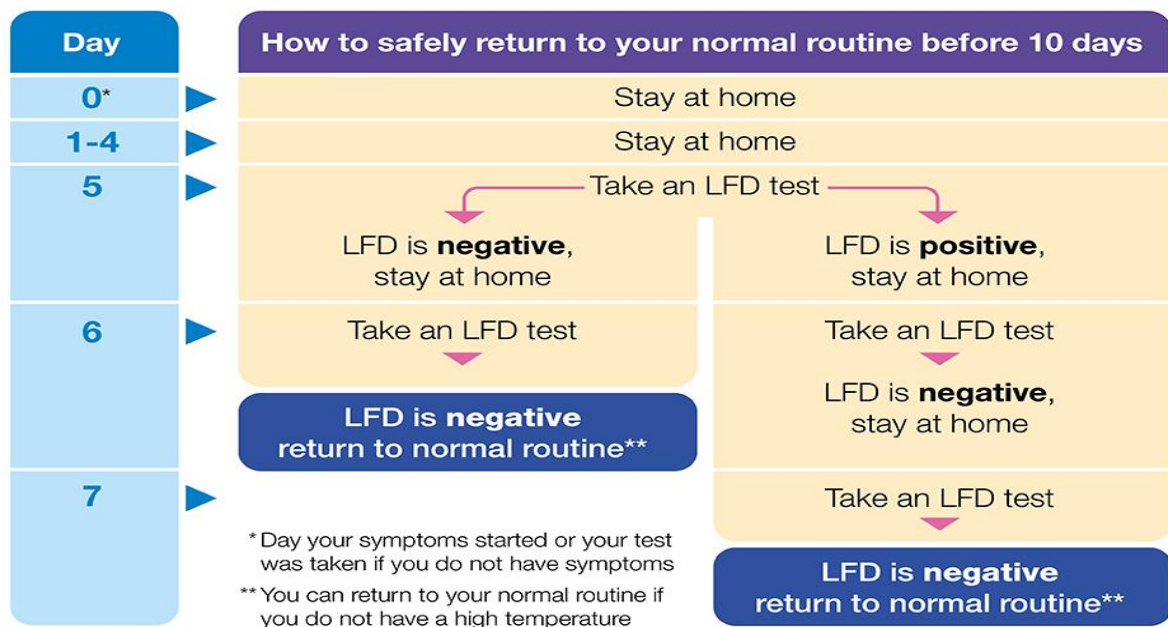 Day
How to safely return to your normal routine before 10 days
0*
Stay at home
1-4
Stay at home
5
Take an LFD test
LFD is negative,
stay at home
LFD is positive,
stay at home
6
Take an LFD test
LFD is negative
return to normal routine**
Take an LFD test
LFD is negative,
stay at home
7
Take an LFD test
LFD is negative
return to normal routine**
* Day your symptoms started or your test
was taken if you do not have symptoms
** You can return to your normal routine if
you do not have a high temperature